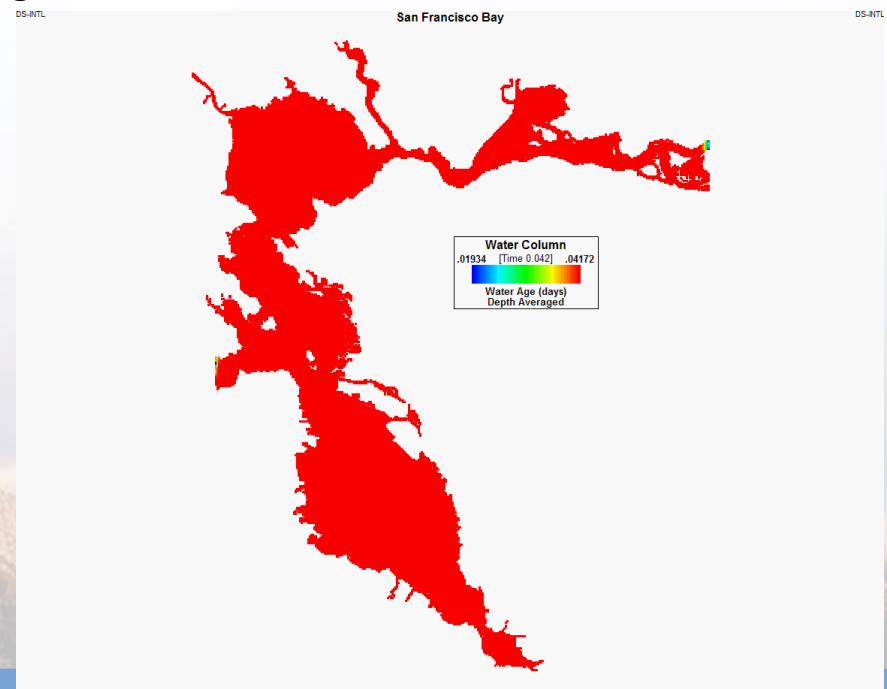 DS-INTL
San Francisco Bay
DS-INTL
Water Column
.01934 [Time 0.042] .04172
Water Age (days)
Depth Averaged